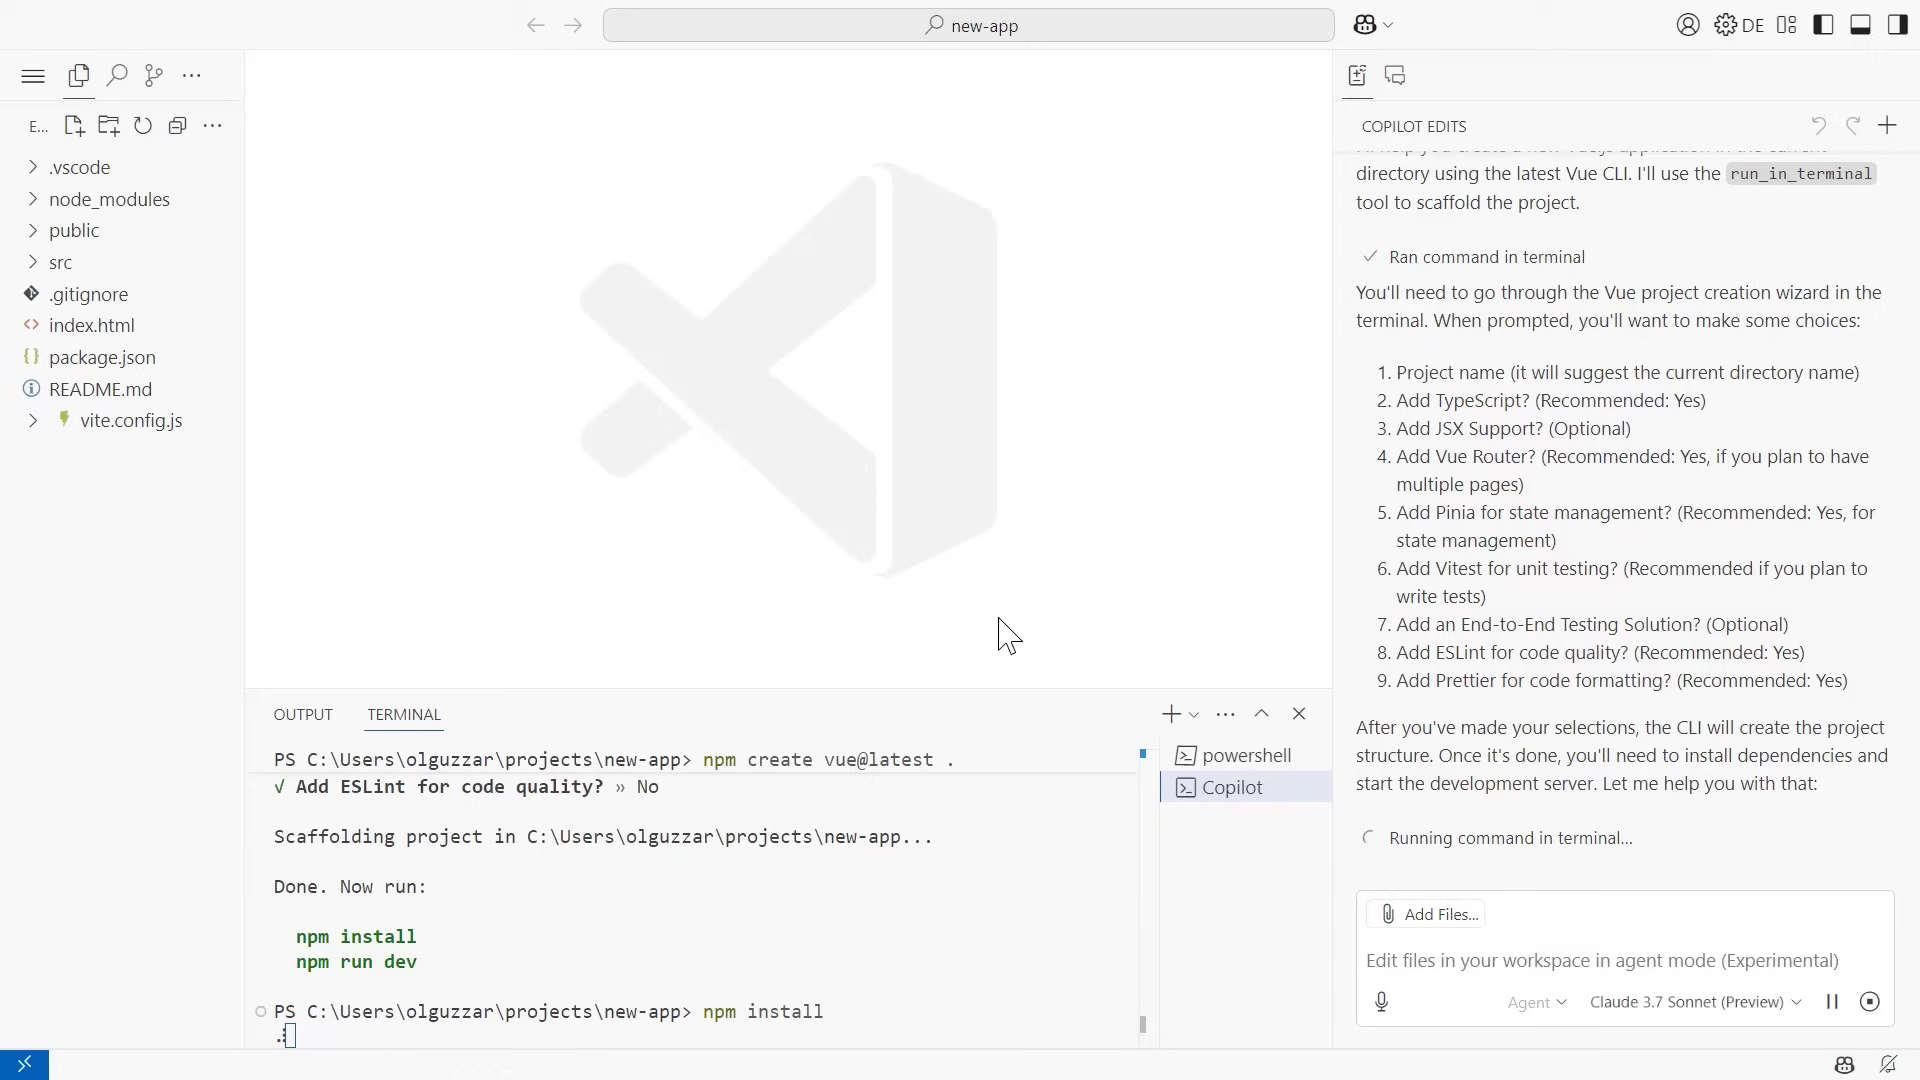 new-app
DE
E...
.vscode
node_modules
public
src
.gitignore
index.html
package.json
README.md
vite.config.js
OUTPUT
TERMINAL
PS C:\Users\olguzzar\projects\new-app> npm create vue@latest .
√ Add ESLint for code quality? » No
Scaffolding project in C:\Users\olguzzar\projects\new-app...
Done. Now run:
npm install
npm run dev
PS C:\Users\olguzzar\projects\new-app> npm install
powershell
Copilot
COPILOT EDITS
directory using the latest Vue CLI. I'll use the run_in_terminal
tool to scaffold the project.
Ran command in terminal
You'll need to go through the Vue project creation wizard in the
terminal. When prompted, you'll want to make some choices:
1. Project name (it will suggest the current directory name)
2. Add TypeScript? (Recommended: Yes)
3. Add JSX Support? (Optional)
4. Add Vue Router? (Recommended: Yes, if you plan to have
multiple pages)
5. Add Pinia for state management? (Recommended: Yes, for
state management)
6. Add Vitest for unit testing? (Recommended if you plan to
write tests)
7. Add an End-to-End Testing Solution? (Optional)
8. Add ESLint for code quality? (Recommended: Yes)
9. Add Prettier for code formatting? (Recommended: Yes)
After you've made your selections, the CLI will create the project
structure. Once it's done, you'll need to install dependencies and
start the development server. Let me help you with that:
Running command in terminal...
Add Files...
Edit files in your workspace in agent mode (Experimental)
Agent
Claude 3.7 Sonnet (Preview)